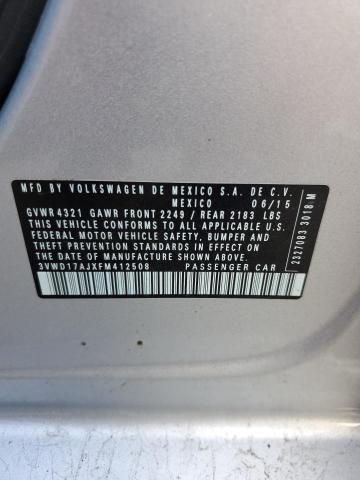 MFD BY VOLKSWAGEN DE MEXICO S.A. DE C.V.
MEXICO 06/15
GVWR 4321 GAWR FRONT 2249 / REAR 2183 LBS
THIS VEHICLE CONFORMS TO ALL APPLICABLE U.S.
FEDERAL MOTOR VEHICLE SAFETY, BUMPER AND
THEFT PREVENTION STANDARDS IN EFFECT ON THE
DATE OF MANUFACTURE SHOWN ABOVE.
3VWD17AJXFM412508 PASSENGER CAR
2327083 3018-M